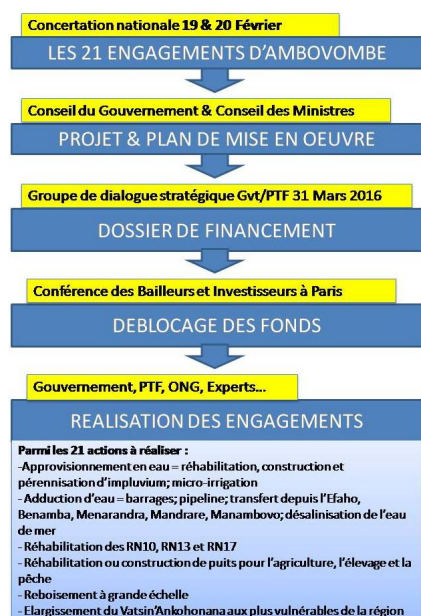 Concertation nationale 19 & 20 Février
LES 21 ENGAGEMENTS D'AMBOVOMBE
Conseil du Gouvernement & Conseil des Ministres
PROJET & PLAN DE MISE EN OEUVRE
Groupe de dialogue stratégique Gvt/PTF 31 Mars 2016
DOSSIER DE FINANCEMENT
Conférence des Bailleurs et Investisseurs à Paris
DEBLOCAGE DES FONDS
Gouvernement, PTF, ONG, Experts...
REALISATION DES ENGAGEMENTS
Parmi les 21 actions à réaliser :
-Approvisionnement en eau = réhabilitation, construction et
pérennisation d'impluvium; micro-irrigation
- Adduction d'eau = barrages; pipeline; transfert depuis l'Efaho,
Benamba, Menarandra, Mandrare, Manambovo; désalinisation de l'eau
de mer
- Réhabilitation des RN10, RN13 et RN17
- Réhabilitation ou construction de puits pour l'agriculture, l'élevage et la
pêche
- Reboisement à grande échelle
- Elargissement du Vatsin'Ankohonana aux plus vulnérables de la région